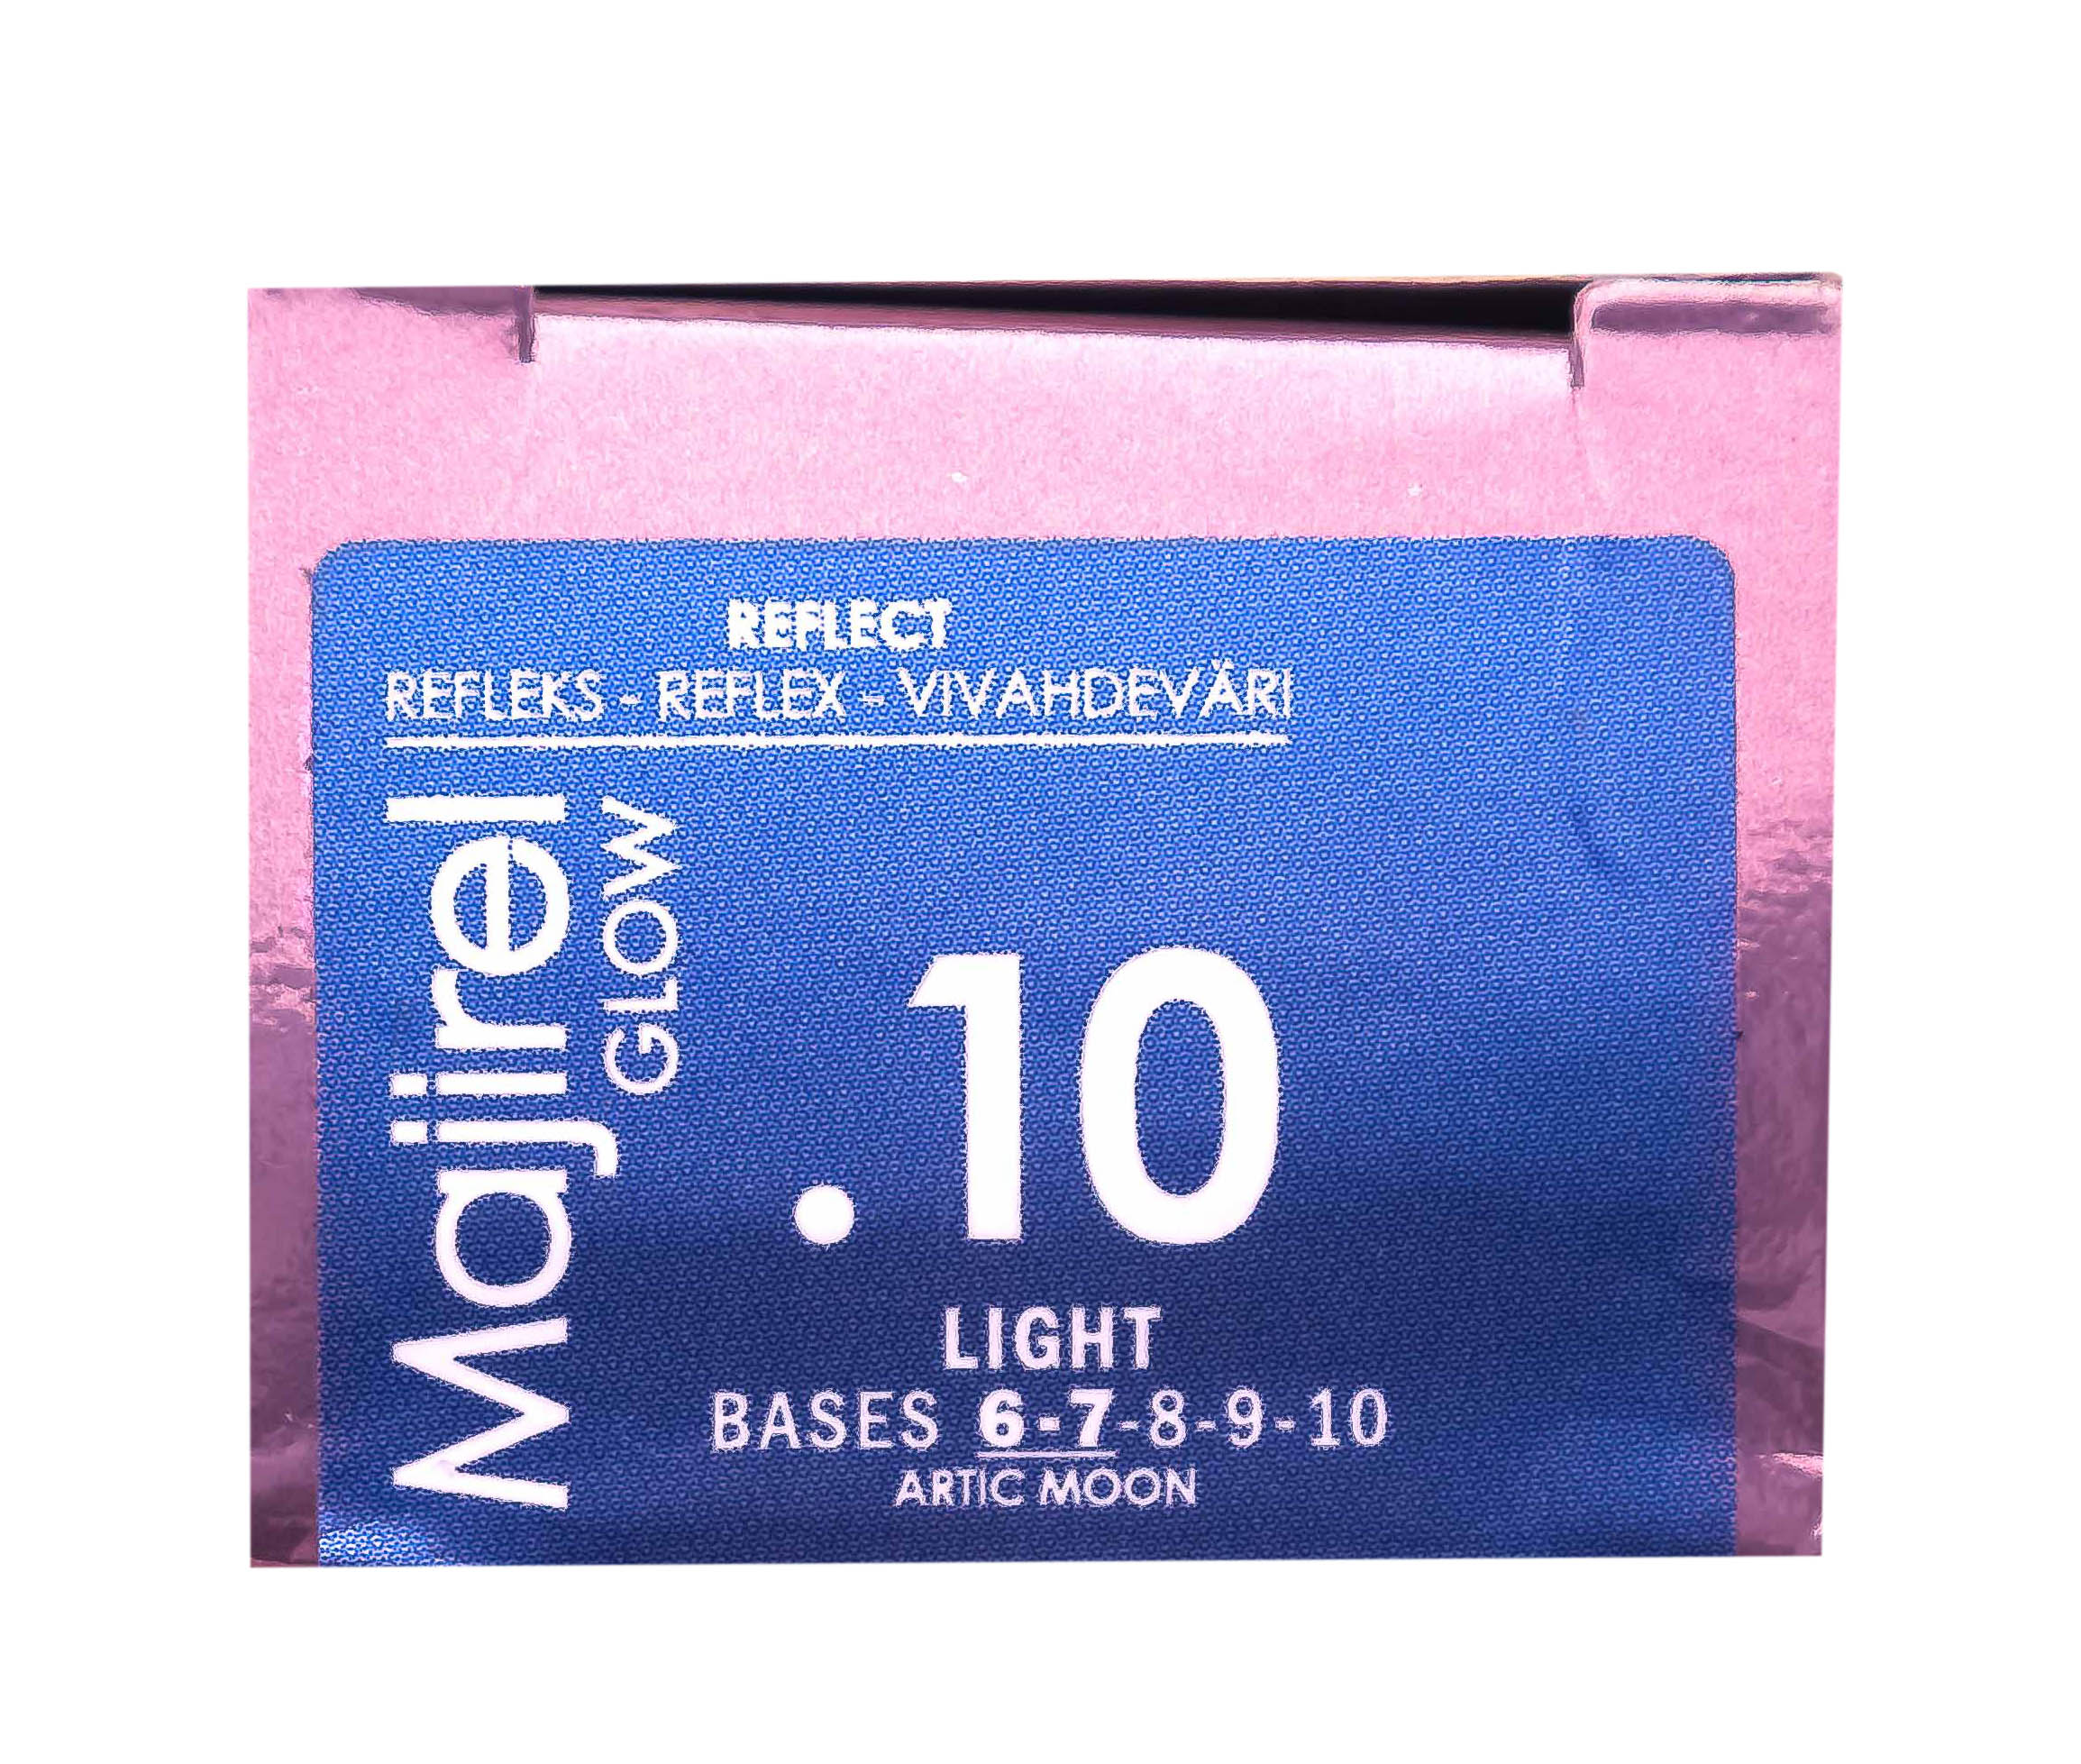 REFLECT
REFLEKS - REFLEX - VIVAHDEVÄRI
Majirel
GLOW
.10
LIGHT
BASES 6-7-8-9-10
ARTIC MOON